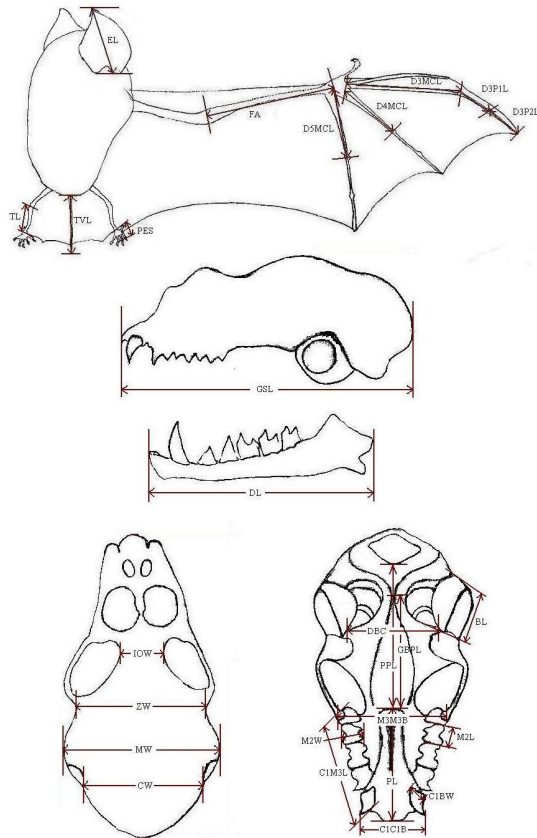 EL
D3MCL
D3P1L
D4MCL
D3P2L
FA
D5MCL
TL
TVL
PES
GSL
DL
IOW
ZW
MW
CW
BL
DBC
GBPL
PPL
M3M3B
M2W
M2L
C1M3L
PL
C1BW
C1C1B